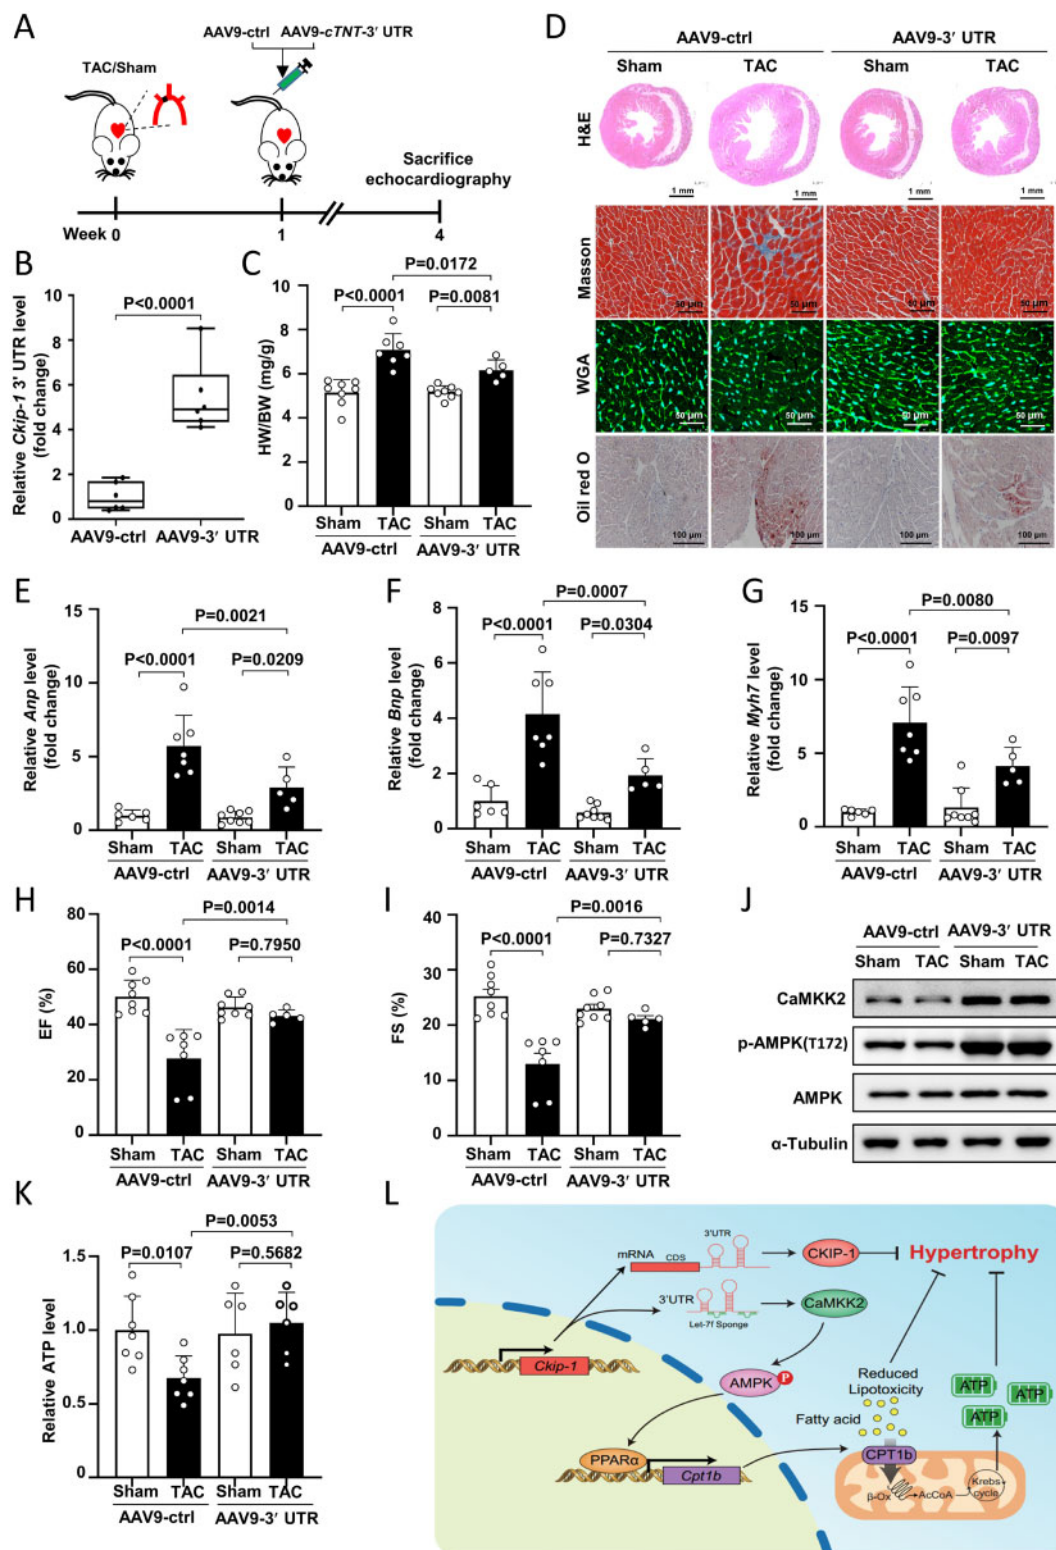 A
AAV9-ctrl AAV9-cTNT-3′ UTR
TAC/Sham
Sacrifice
echocardiography
Week 0 1 4
B
Relative Ckip-1 3′ UTR level
(fold change)
10
8
6
4
2
0
P<0.0001
AAV9-ctrl AAV9-3′ UTR
C
HW/BW (mg/g)
10
8
6
4
2
0
P=0.0172
P<0.0001 P=0.0081
Sham TAC Sham TAC
AAV9-ctrl AAV9-3′ UTR
D
AAV9-ctrl AAV9-3′ UTR
Sham TAC Sham TAC
H&E
1 mm 1 mm 1 mm 1 mm
Masson
50 μm 50 μm 50 μm 50 μm
WGA
50 μm 50 μm 50 μm 50 μm
Oil red O
100 μm 100 μm 100 μm 100 μm
E
Relative Anp level
(fold change)
15
10
5
0
P=0.0021
P<0.0001 P=0.0209
Sham TAC Sham TAC
AAV9-ctrl AAV9-3′ UTR
F
Relative Bnp level
(fold change)
8
6
4
2
0
P=0.0007
P<0.0001 P=0.0304
Sham TAC Sham TAC
AAV9-ctrl AAV9-3′ UTR
G
Relative Myh7 level
(fold change)
15
10
5
0
P=0.0080
P<0.0001 P=0.0097
Sham TAC Sham TAC
AAV9-ctrl AAV9-3′ UTR
H
EF (%)
80
60
40
20
0
P=0.0014
P<0.0001 P=0.7950
Sham TAC Sham TAC
AAV9-ctrl AAV9-3′ UTR
I
FS (%)
40
30
20
10
0
P=0.0016
P<0.0001 P=0.7327
Sham TAC Sham TAC
AAV9-ctrl AAV9-3′ UTR
J
AAV9-ctrl AAV9-3′ UTR
Sham TAC Sham TAC
CaMKK2
p-AMPK(T172)
AMPK
α-Tubulin
K
Relative ATP level
1.5
1.0
0.5
0.0
P=0.0053
P=0.0107 P=0.5682
Sham TAC Sham TAC
AAV9-ctrl AAV9-3′ UTR
L
mRNA CDS 3′UTR CKIP-1 Hypertrophy
3′UTR CaMKK2
Let-7f Sponge
Ckip-1
AMPK P
Reduced
Lipotoxicity
Fatty acid
ATP ATP
ATP
PPARα
Cpt1b
CPT1b
β-Ox AcCoA Krebs
cycle